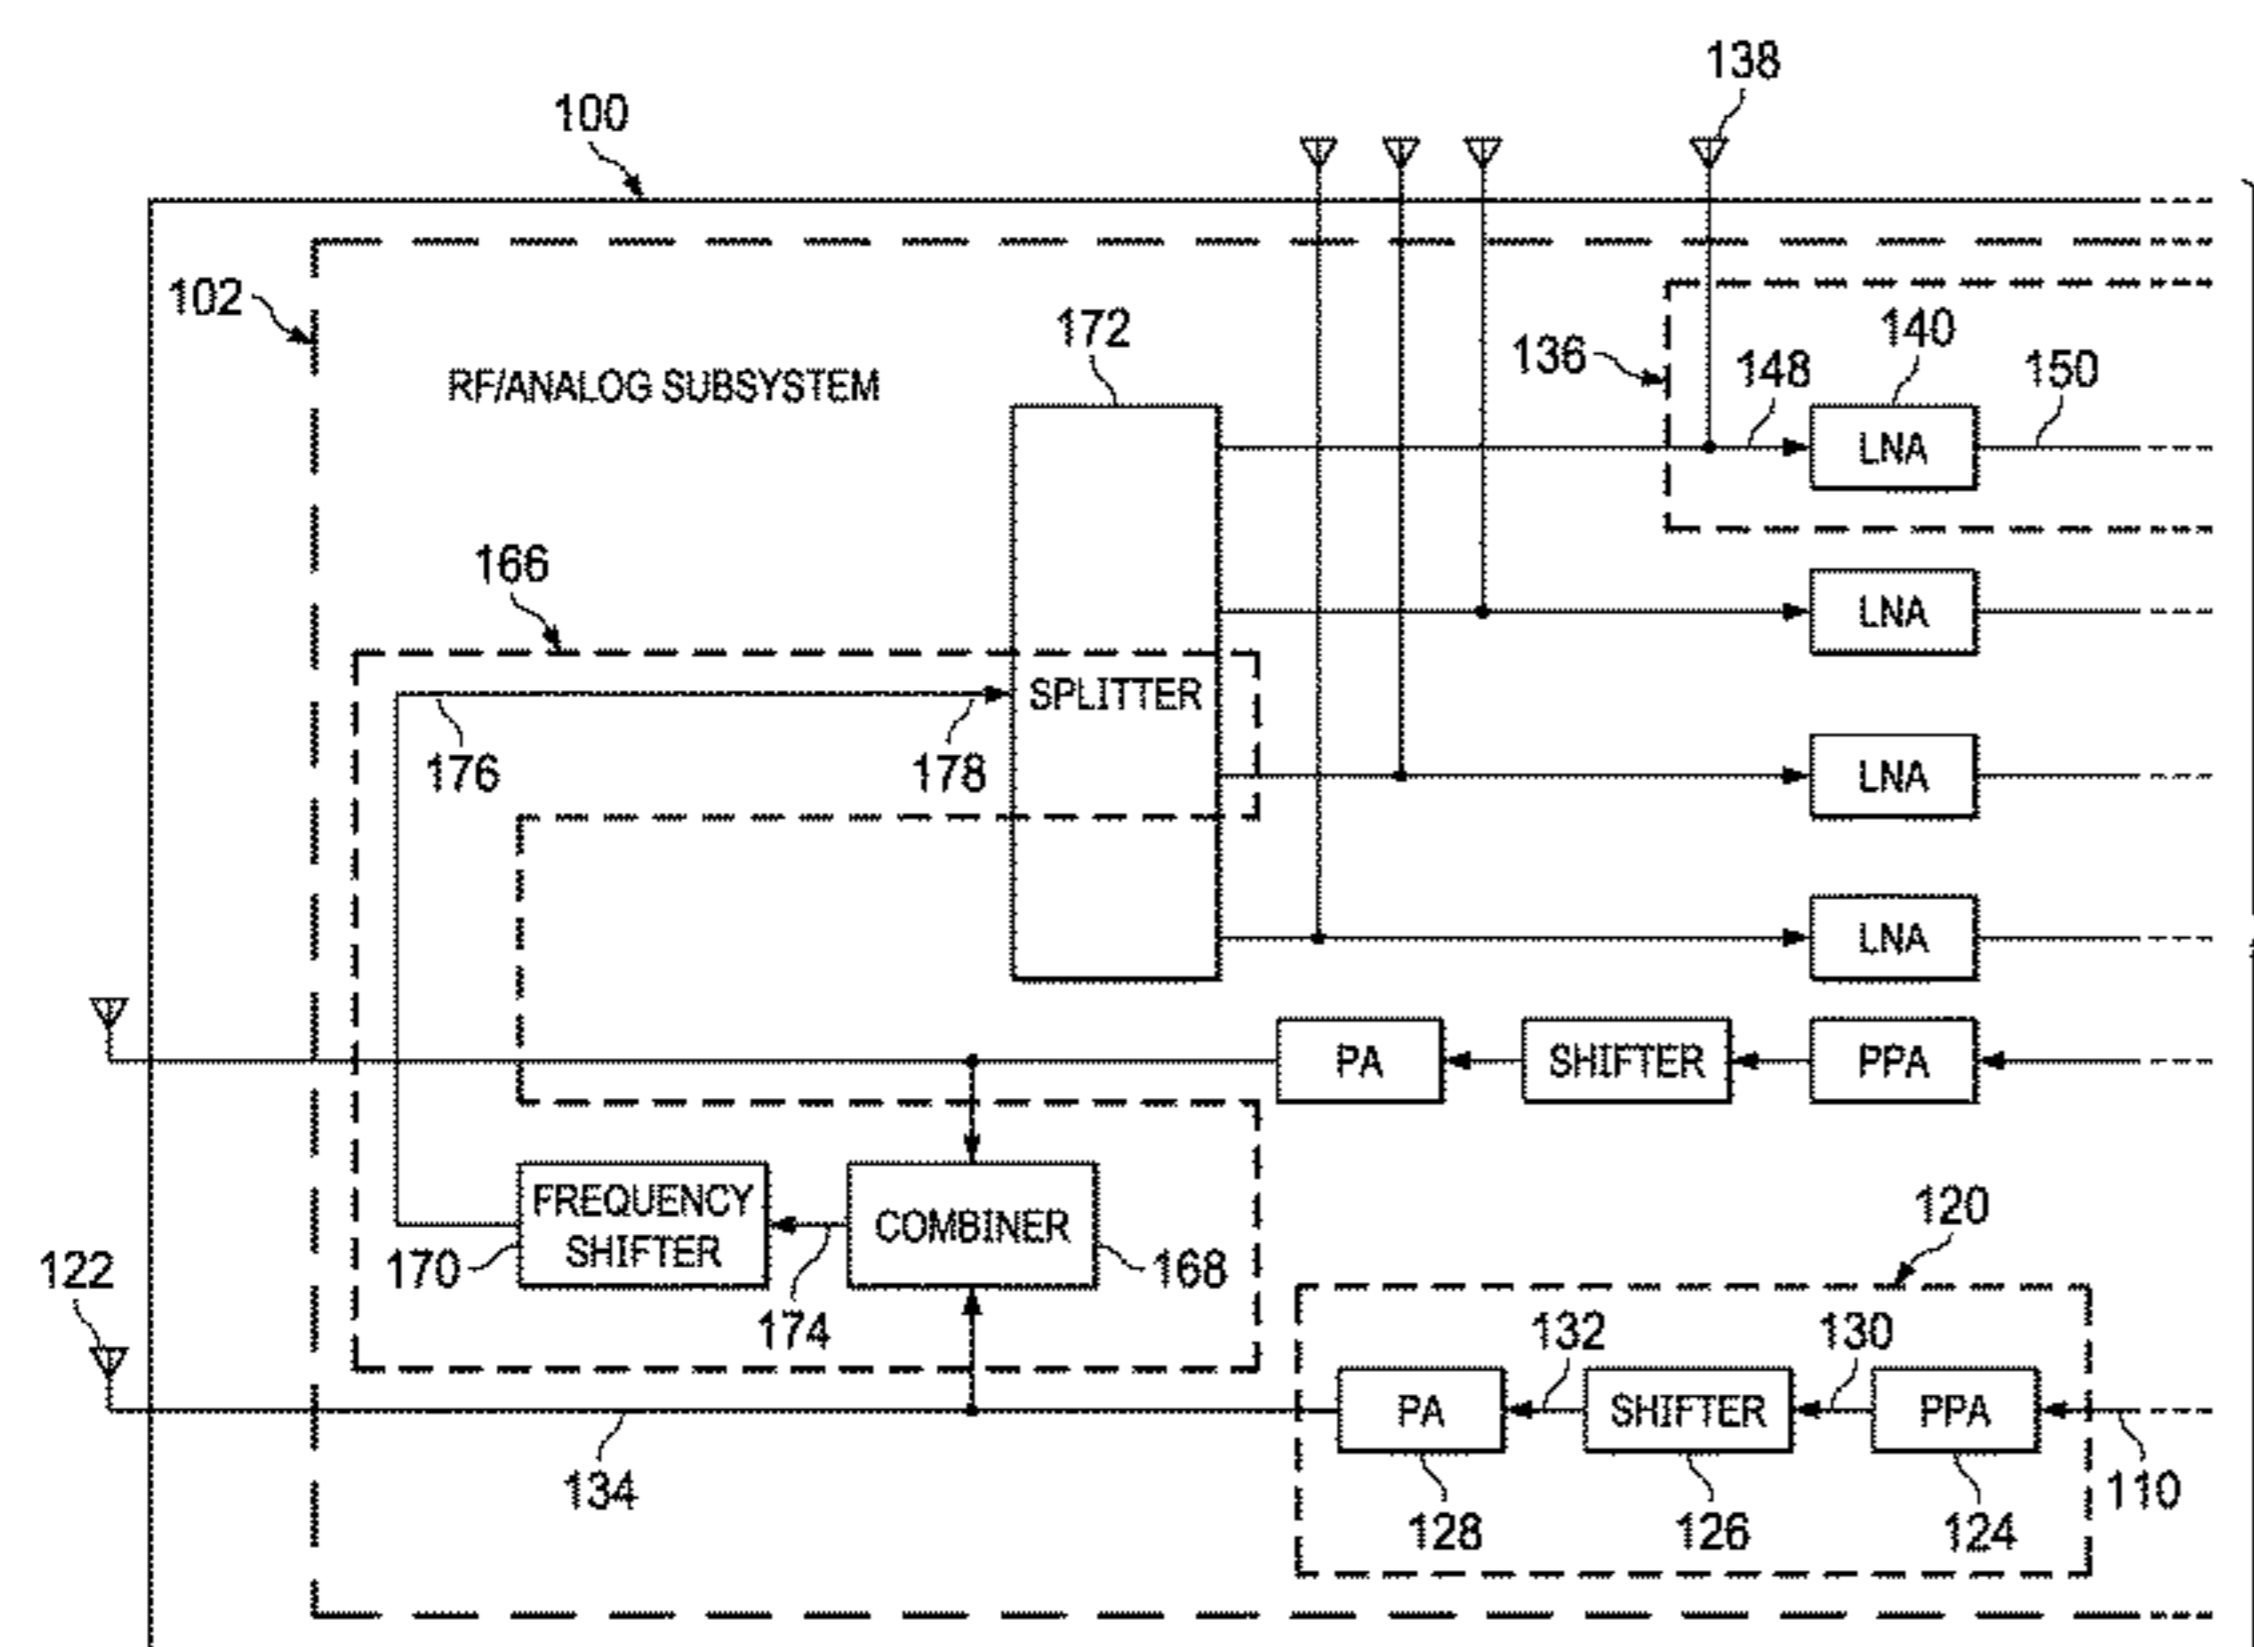 138
100
102
172
140
136
148
150
RF/ANALOG SUBSYSTEM
LNA
166
LNA
SPLITTER
176
178
LNA
LNA
PA
SHIFTER
PPA
FREQUENCY
SHIFTER
COMBINER
120
170
168
122
174
132
130
PA
SHIFTER
PPA
134
110
128
126
124